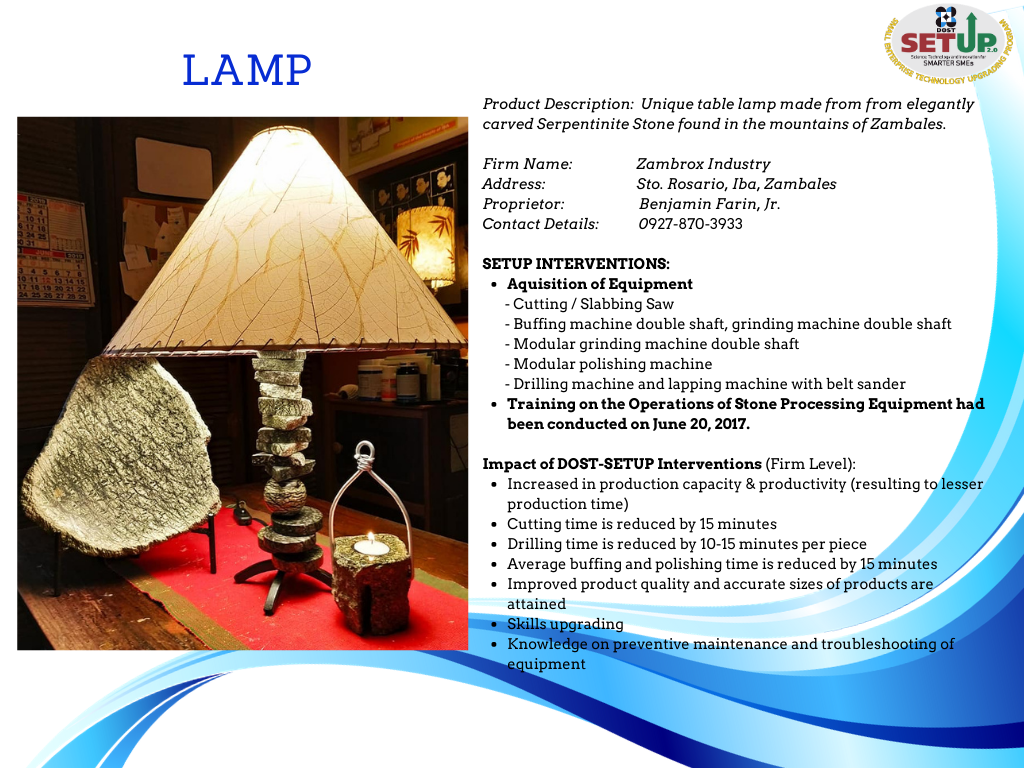 DOST
SETUP 2.0
Science Technology and Innovation for
SMARTER SMEs
SMALL ENTERPRISE TECHNOLOGY UPGRADING PROGRAM
LAMP
Product Description: Unique table lamp made from from elegantly
carved Serpentinite Stone found in the mountains of Zambales.
Firm Name: Zambrox Industry
Address: Sto. Rosario, Iba, Zambales
Proprietor: Benjamin Farin, Jr.
Contact Details: 0927-870-3933
SETUP INTERVENTIONS:
• Aquisition of Equipment
- Cutting / Slabbing Saw
- Buffing machine double shaft, grinding machine double shaft
- Modular grinding machine double shaft
- Modular polishing machine
- Drilling machine and lapping machine with belt sander
• Training on the Operations of Stone Processing Equipment had
been conducted on June 20, 2017.
Impact of DOST-SETUP Interventions (Firm Level):
• Increased in production capacity & productivity (resulting to lesser
production time)
• Cutting time is reduced by 15 minutes
• Drilling time is reduced by 10-15 minutes per piece
• Average buffing and polishing time is reduced by 15 minutes
• Improved product quality and accurate sizes of products are
attained
• Skills upgrading
• Knowledge on preventive maintenance and troubleshooting of
equipment